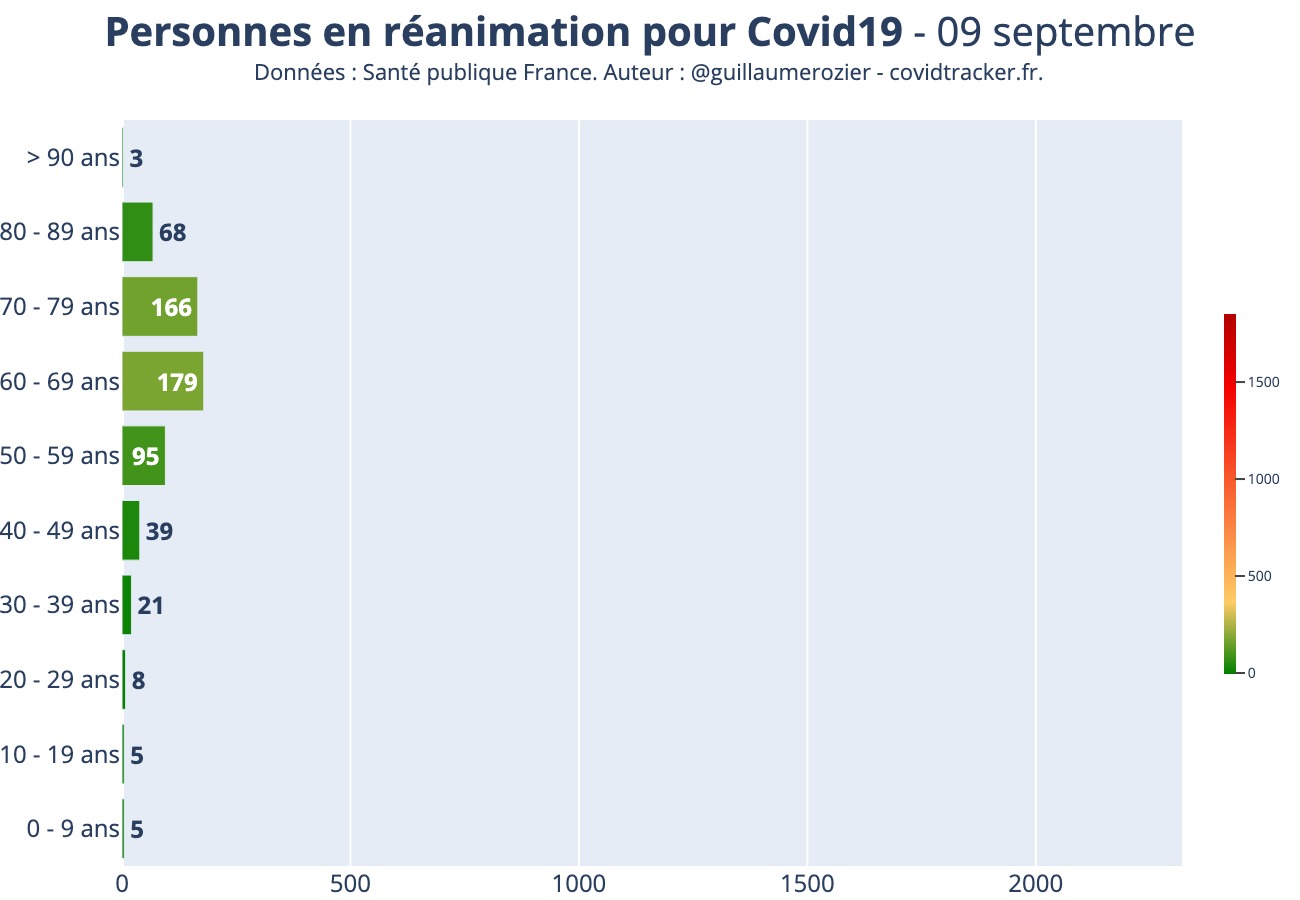 Personnes en réanimation pour Covid19 - 09 septembre
Données : Santé publique France. Auteur : @guillaumerozier - covidtracker.fr.
> 90 ans 3
80 - 89 ans 68
70 - 79 ans 166
60 - 69 ans 179
50 - 59 ans 95
40 - 49 ans 39
30 - 39 ans 21
20 - 29 ans 8
10 - 19 ans 5
0 - 9 ans 5
0 500 1000 1500 2000
1500
1000
500
0